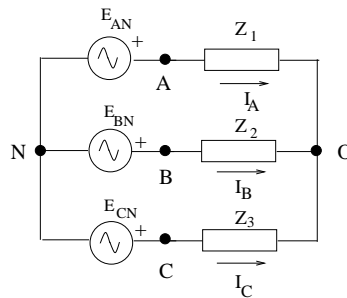 E_AN + Z_1
A I_A
E_BN + Z_2
N O
B I_B
E_CN + Z_3
C I_C